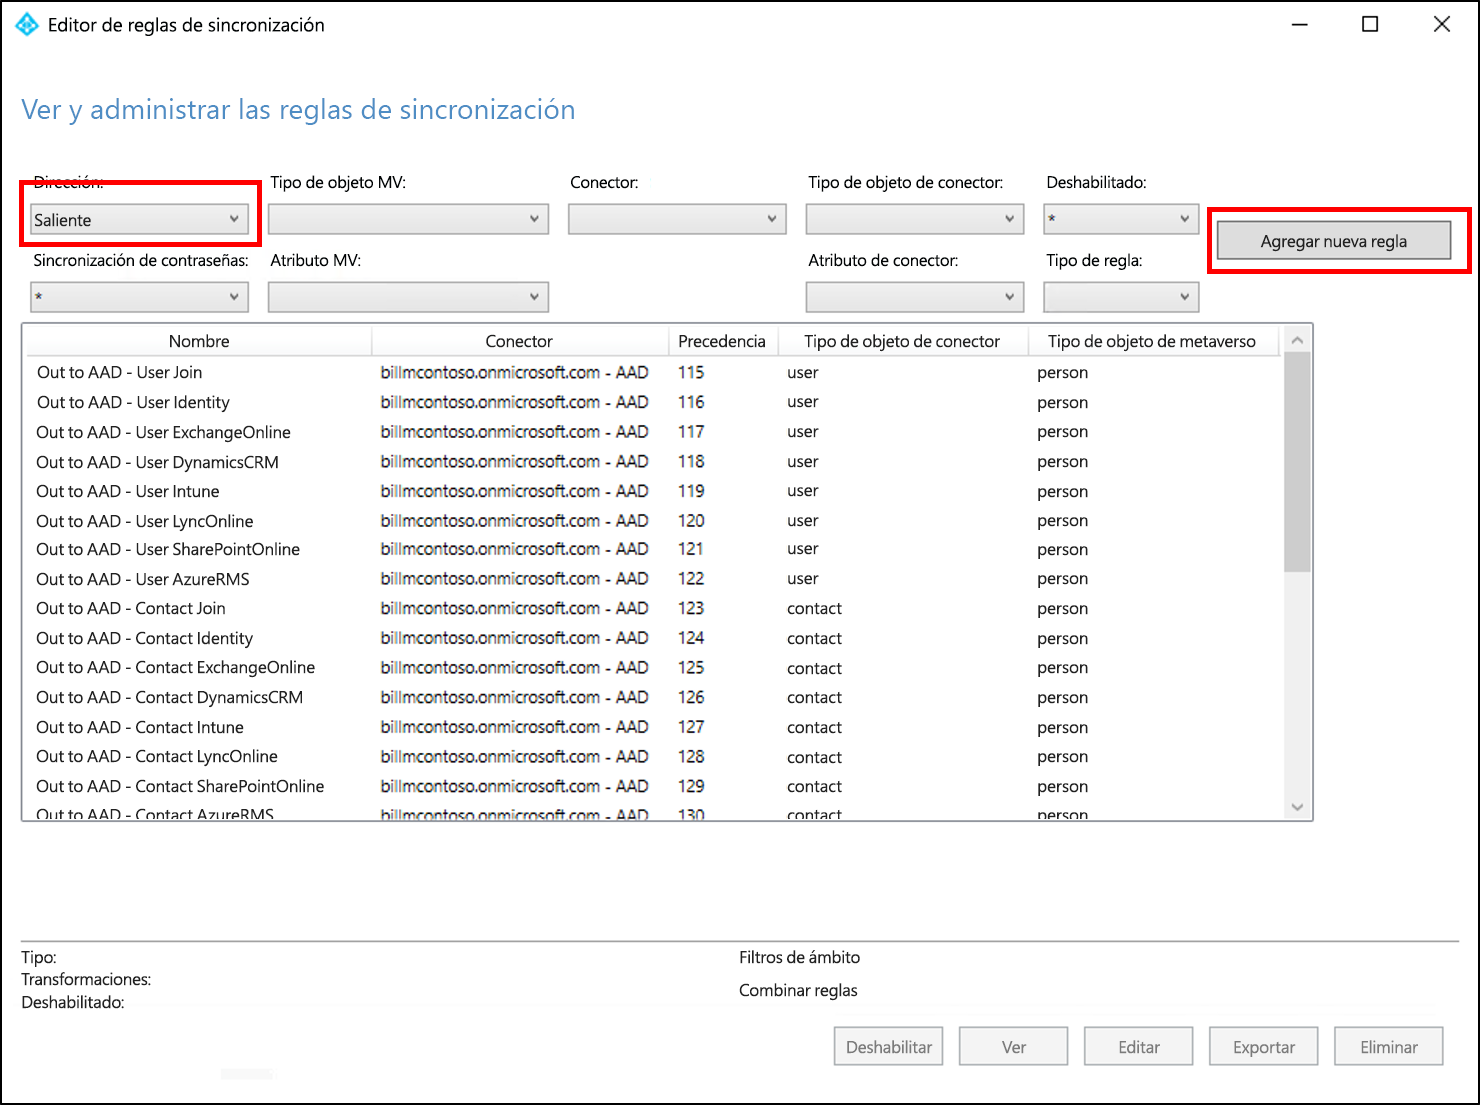 Editor de reglas de sincronización
Ver y administrar las reglas de sincronización
Dirección: Tipo de objeto MV: Conector: Tipo de objeto de conector: Deshabilitado:
Saliente * Agregar nueva regla
Sincronización de contraseñas: Atributo MV: Atributo de conector: Tipo de regla:
*
Nombre Conector Precedencia Tipo de objeto de conector Tipo de objeto de metaverso
Out to AAD - User Join billmcontoso.onmicrosoft.com - AAD 115 user person
Out to AAD - User Identity billmcontoso.onmicrosoft.com - AAD 116 user person
Out to AAD - User ExchangeOnline billmcontoso.onmicrosoft.com - AAD 117 user person
Out to AAD - User DynamicsCRM billmcontoso.onmicrosoft.com - AAD 118 user person
Out to AAD - User Intune billmcontoso.onmicrosoft.com - AAD 119 user person
Out to AAD - User LyncOnline billmcontoso.onmicrosoft.com - AAD 120 user person
Out to AAD - User SharePointOnline billmcontoso.onmicrosoft.com - AAD 121 user person
Out to AAD - User AzureRMS billmcontoso.onmicrosoft.com - AAD 122 user person
Out to AAD - Contact Join billmcontoso.onmicrosoft.com - AAD 123 contact person
Out to AAD - Contact Identity billmcontoso.onmicrosoft.com - AAD 124 contact person
Out to AAD - Contact ExchangeOnline billmcontoso.onmicrosoft.com - AAD 125 contact person
Out to AAD - Contact DynamicsCRM billmcontoso.onmicrosoft.com - AAD 126 contact person
Out to AAD - Contact Intune billmcontoso.onmicrosoft.com - AAD 127 contact person
Out to AAD - Contact LyncOnline billmcontoso.onmicrosoft.com - AAD 128 contact person
Out to AAD - Contact SharePointOnline billmcontoso.onmicrosoft.com - AAD 129 contact person
Out to AAD - Contact AzureRMS billmcontoso.onmicrosoft.com - AAD 130 contact person
Tipo: Filtros de ámbito
Transformaciones:
Combinar reglas
Deshabilitado:
Deshabilitar Ver Editar Exportar Eliminar